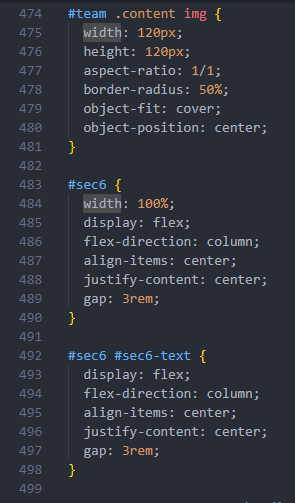 474 #team .content img {
475 width: 120px;
476 height: 120px;
477 aspect-ratio: 1/1;
478 border-radius: 50%;
479 object-fit: cover;
480 object-position: center;
481 }
482
483 #sec6 {
484 width: 100%;
485 display: flex;
486 flex-direction: column;
487 align-items: center;
488 justify-content: center;
489 gap: 3rem;
490 }
491
492 #sec6 #sec6-text {
493 display: flex;
494 flex-direction: column;
495 align-items: center;
496 justify-content: center;
497 gap: 3rem;
498 }
499